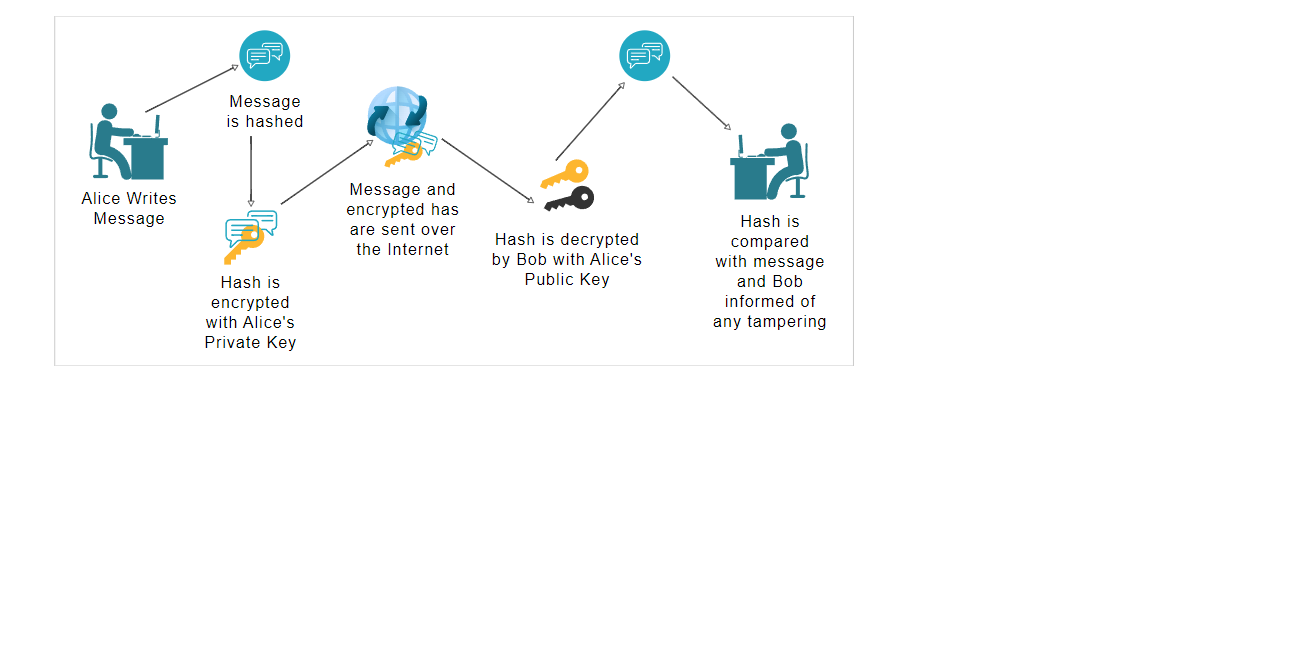 Alice Writes
Message
Message
is hashed
Hash is
encrypted
with Alice's
Private Key
Message and
encrypted has
are sent over
the Internet
Hash is decrypted
by Bob with Alice's
Public Key
Hash is
compared
with message
and Bob
informed of
any tampering